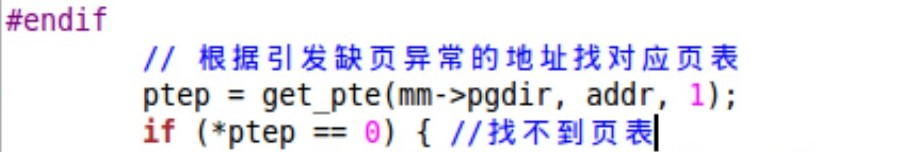 #endif
// 根据引发缺页异常的地址找对应页表
ptep = get_pte(mm->pgdir, addr, 1);
if (*ptep == 0) { //找不到页表